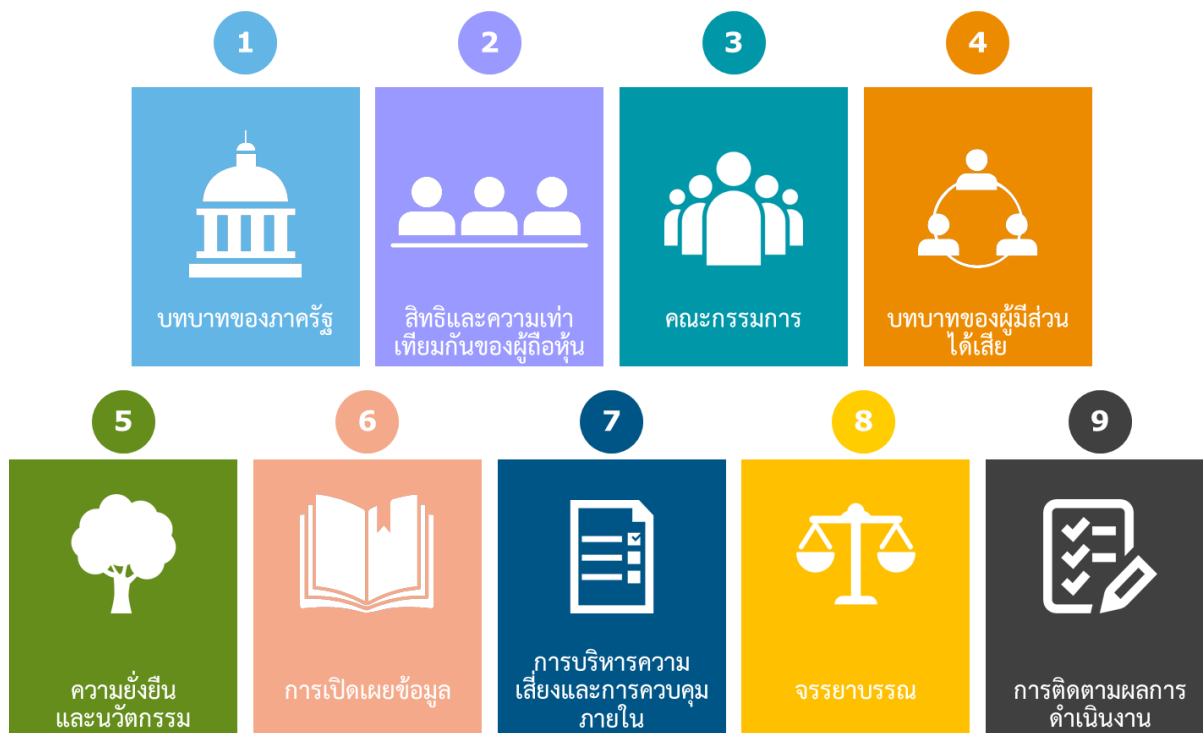 1
2
3
4
บทบาทของภาครัฐ
สิทธิและความเท่า
เทียมกันของผู้ถือหุ้น
คณะกรรมการ
บทบาทของผู้มีส่วน
ได้เสีย
5
6
7
8
9
ความยั่งยืน
และนวัตกรรม
การเปิดเผยข้อมูล
การบริหารความ
เสี่ยงและการควบคุม
ภายใน
จรรยาบรรณ
การติดตามผลการ
ดำเนินงาน